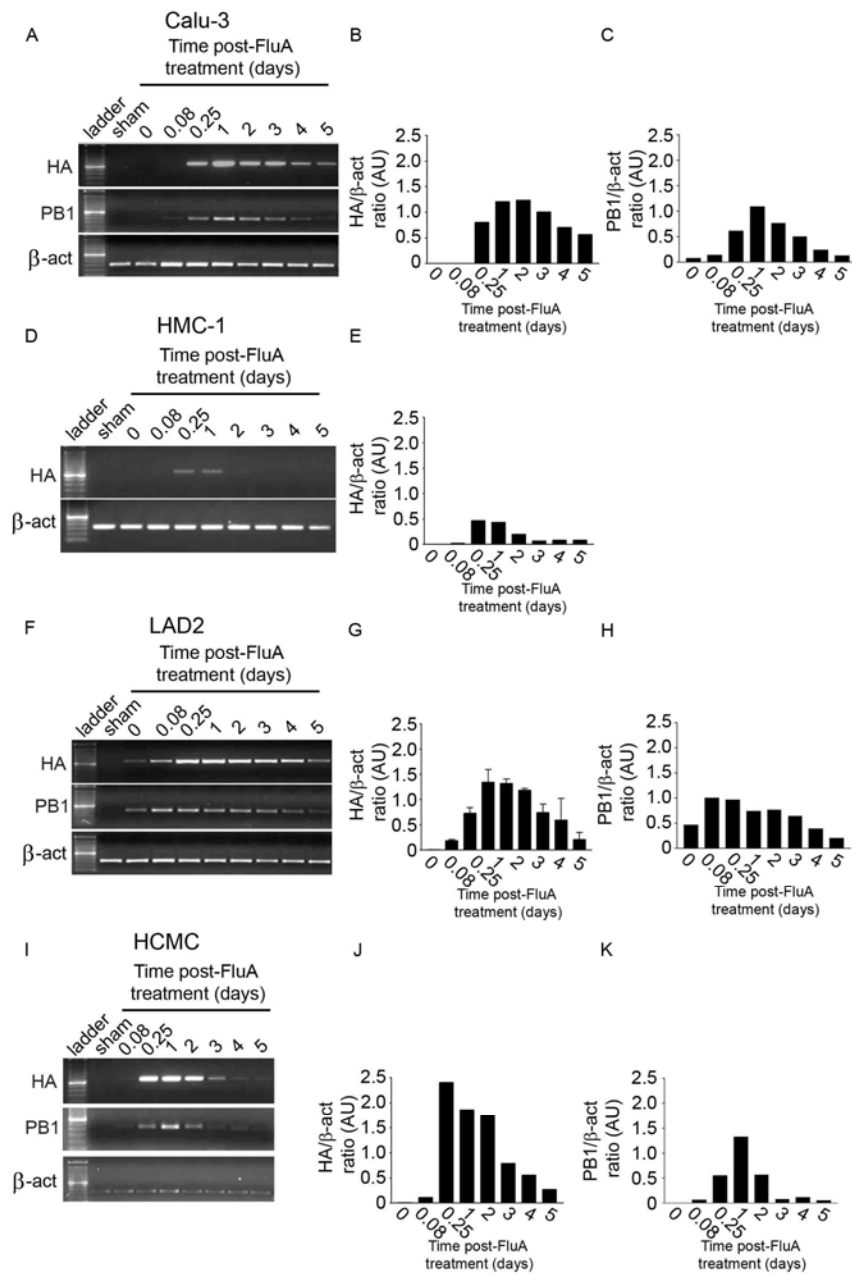 A
Calu-3
Time post-FluA
treatment (days)
ladder
sham
0
0.08
0.25
1
2
3
4
5
HA
PB1
β-act
B
HA/β-act
ratio (AU)
2.5
2.0
1.5
1.0
0.5
0
0
0.08
0.25
1
2
3
4
5
Time post-FluA
treatment (days)
C
PB1/β-act
ratio (AU)
2.5
2.0
1.5
1.0
0.5
0
0
0.08
0.25
1
2
3
4
5
Time post-FluA
treatment (days)
D
HMC-1
Time post-FluA
treatment (days)
ladder
sham
0
0.08
0.25
1
2
3
4
5
HA
β-act
E
HA/β-act
ratio (AU)
2.5
2.0
1.5
1.0
0.5
0
0
0.08
0.25
1
2
3
4
5
Time post-FluA
treatment (days)
F
LAD2
Time post-FluA
treatment (days)
ladder
sham
0
0.08
0.25
1
2
3
4
5
HA
PB1
β-act
G
HA/β-act
ratio (AU)
2.5
2.0
1.5
1.0
0.5
0
0
0.08
0.25
1
2
3
4
5
Time post-FluA
treatment (days)
H
PB1/β-act
ratio (AU)
2.5
2.0
1.5
1.0
0.5
0
0
0.08
0.25
1
2
3
4
5
Time post-FluA
treatment (days)
I
HCMC
Time post-FluA
treatment (days)
ladder
sham
0.08
0.25
1
2
3
4
5
HA
PB1
β-act
J
HA/β-act
ratio (AU)
2.5
2.0
1.5
1.0
0.5
0
0
0.08
0.25
1
2
3
4
5
Time post-FluA
treatment (days)
K
PB1/β-act
ratio (AU)
2.5
2.0
1.5
1.0
0.5
0
0
0.08
0.25
1
2
3
4
5
Time post-FluA
treatment (days)